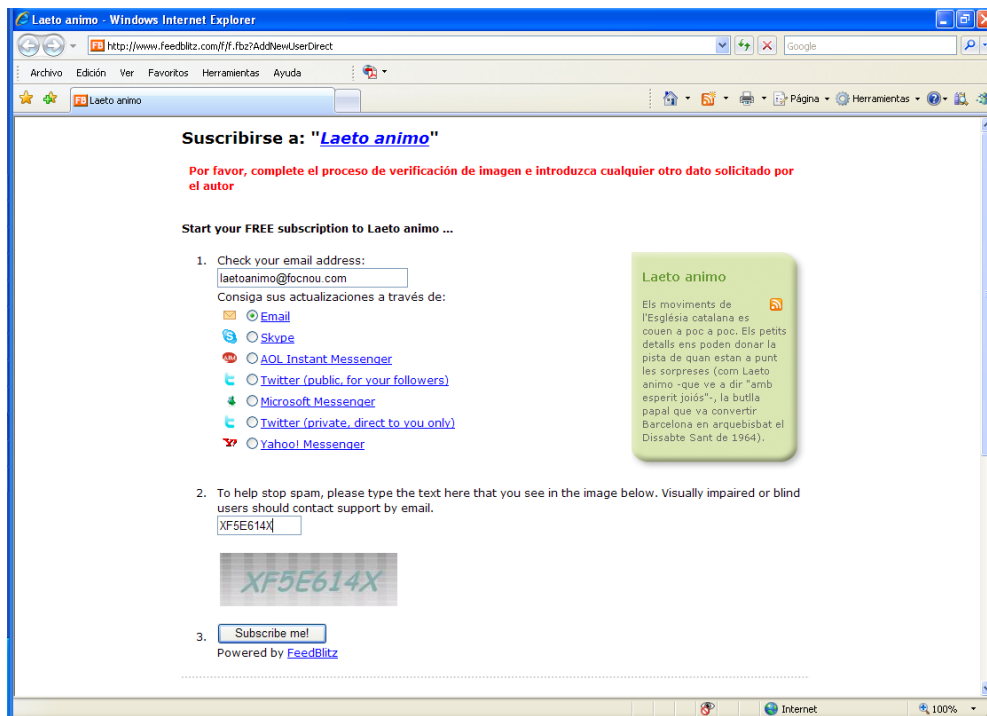 Laeto animo - Windows Internet Explorer
http://www.feedblitz.com/f/f.fbz?AddNewUserDirect
Google
Archivo Edición Ver Favoritos Herramientas Ayuda
Laeto animo
Página Herramientas
Suscribirse a: "Laeto animo"
Por favor, complete el proceso de verificación de imagen e introduzca cualquier otro dato solicitado por
el autor
Start your FREE subscription to Laeto animo ...
1. Check your email address:
laetoanimo@focnou.com
Consiga sus actualizaciones a través de:
Email
Skype
AOL Instant Messenger
Twitter (public, for your followers)
Microsoft Messenger
Twitter (private, direct to you only)
Yahoo! Messenger
Laeto animo
Els moviments de
l'Església catalana es
couen a poc a poc. Els petits
detalls ens poden donar la
pista de quan estan a punt
les sorpreses (com Laeto
animo -que ve a dir "amb
esperit joiós"-, la butlla
papal que va convertir
Barcelona en arquebisbat el
Dissabte Sant de 1964).
2. To help stop spam, please type the text here that you see in the image below. Visually impaired or blind
users should contact support by email.
XF5E614X
XF5E614X
3. Subscribe me!
Powered by FeedBlitz
Internet
100%